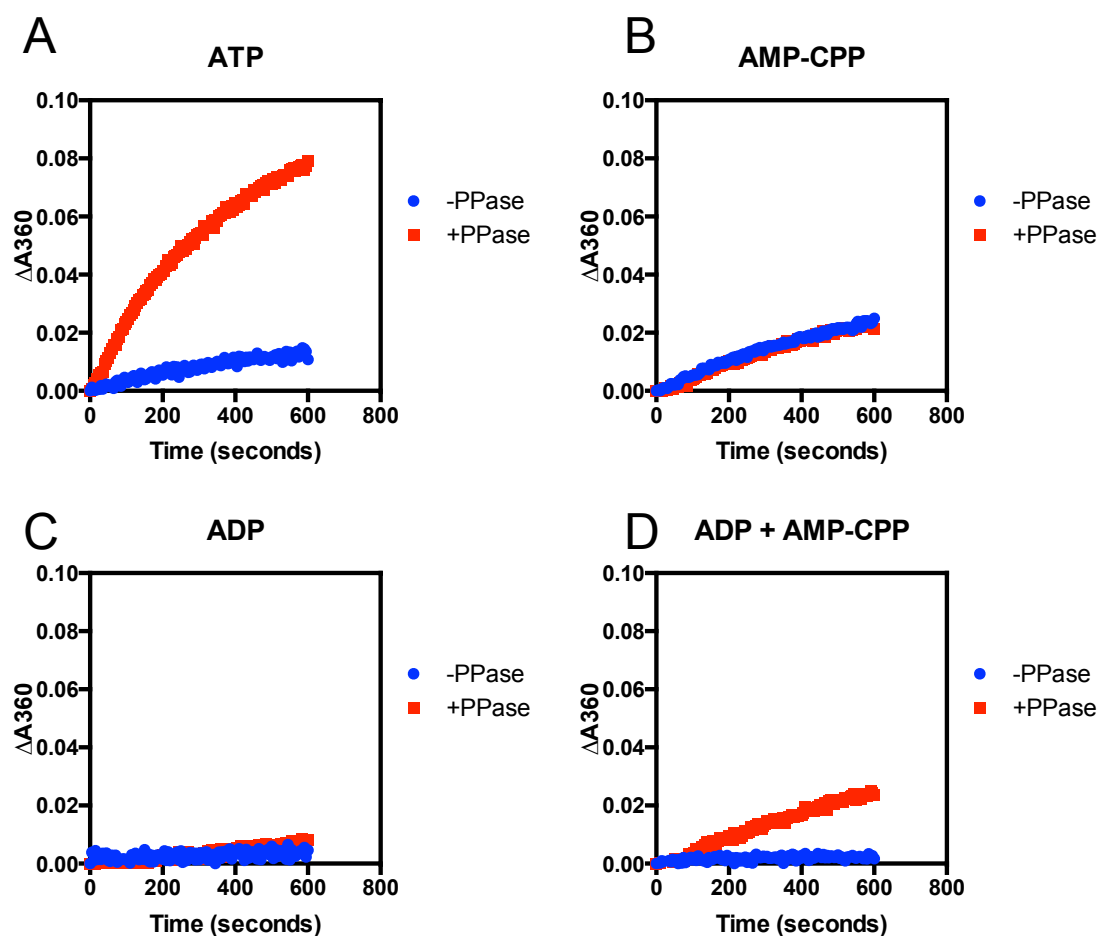 A
ATP
ΔA360
0.10
0.08
0.06
0.04
0.02
0.00
0 200 400 600 800
Time (seconds)
-PPase
+PPase
B
AMP-CPP
ΔA360
0.10
0.08
0.06
0.04
0.02
0.00
0 200 400 600 800
Time (seconds)
-PPase
+PPase
C
ADP
ΔA360
0.10
0.08
0.06
0.04
0.02
0.00
0 200 400 600 800
Time (seconds)
-PPase
+PPase
D
ADP + AMP-CPP
ΔA360
0.10
0.08
0.06
0.04
0.02
0.00
0 200 400 600 800
Time (seconds)
-PPase
+PPase